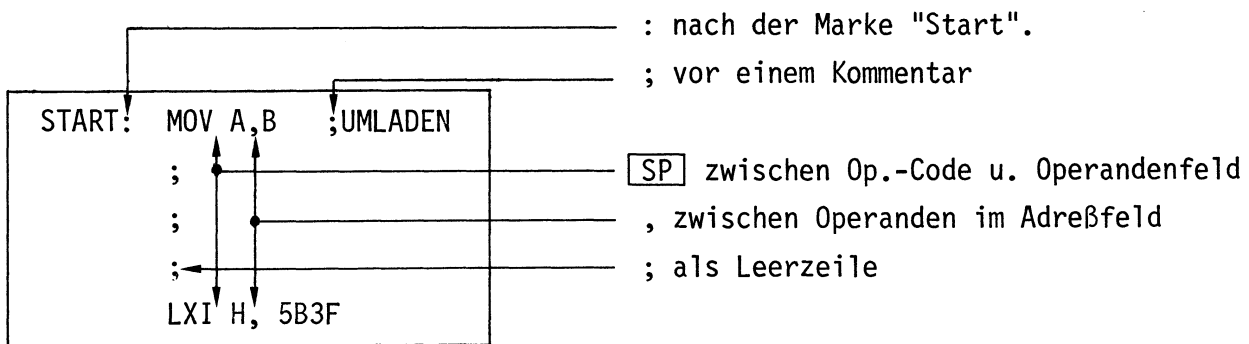 : nach der Marke "Start".
; vor einem Kommentar
START: MOV A,B ;UMLADEN
; SP zwischen Op.-Code u. Operandenfeld
; , zwischen Operanden im Adreßfeld
; ; als Leerzeile
LXI H, 5B3F